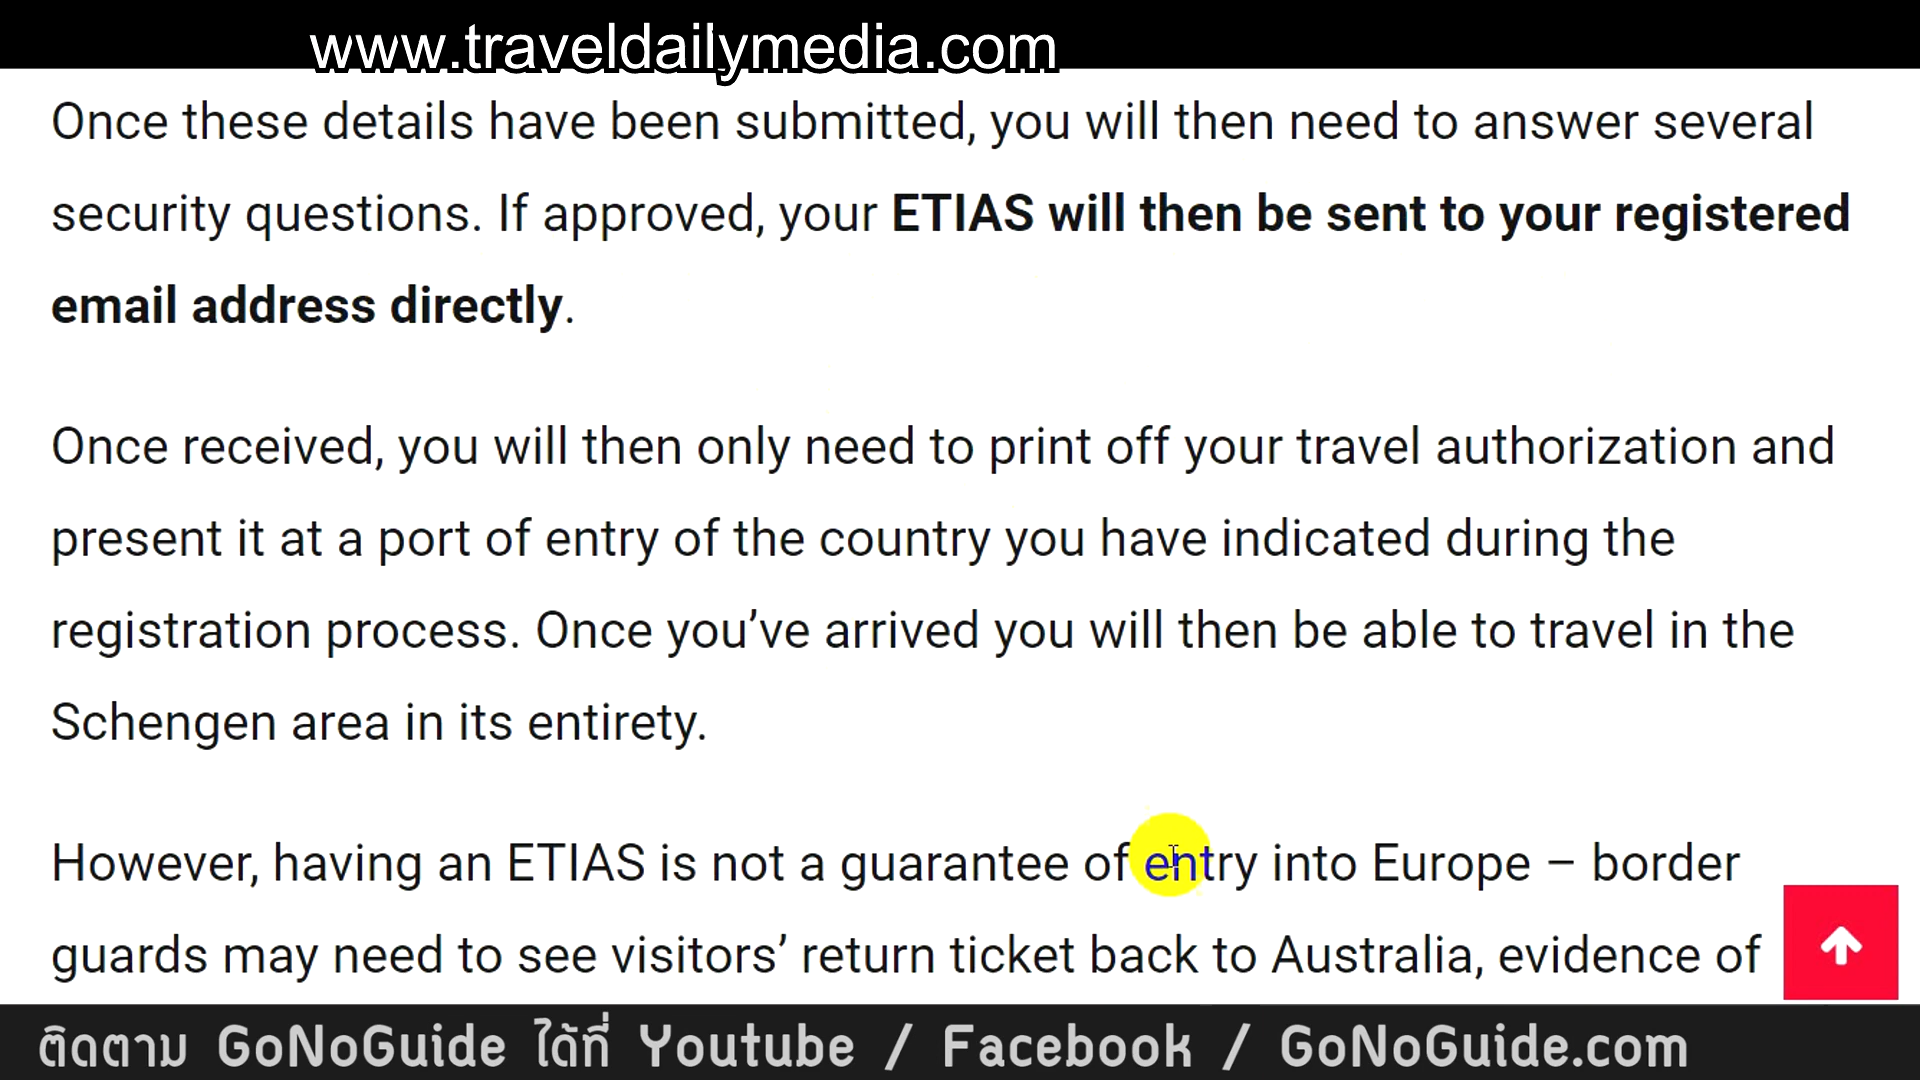 www.traveldailymedia.com
Once these details have been submitted, you will then need to answer several
security questions. If approved, your ETIAS will then be sent to your registered
email address directly.
Once received, you will then only need to print off your travel authorization and
present it at a port of entry of the country you have indicated during the
registration process. Once you’ve arrived you will then be able to travel in the
Schengen area in its entirety.
However, having an ETIAS is not a guarantee of entry into Europe – border
guards may need to see visitors’ return ticket back to Australia, evidence of
ติดตาม GoNoGuide ได้ที่ Youtube / Facebook / GoNoGuide.com